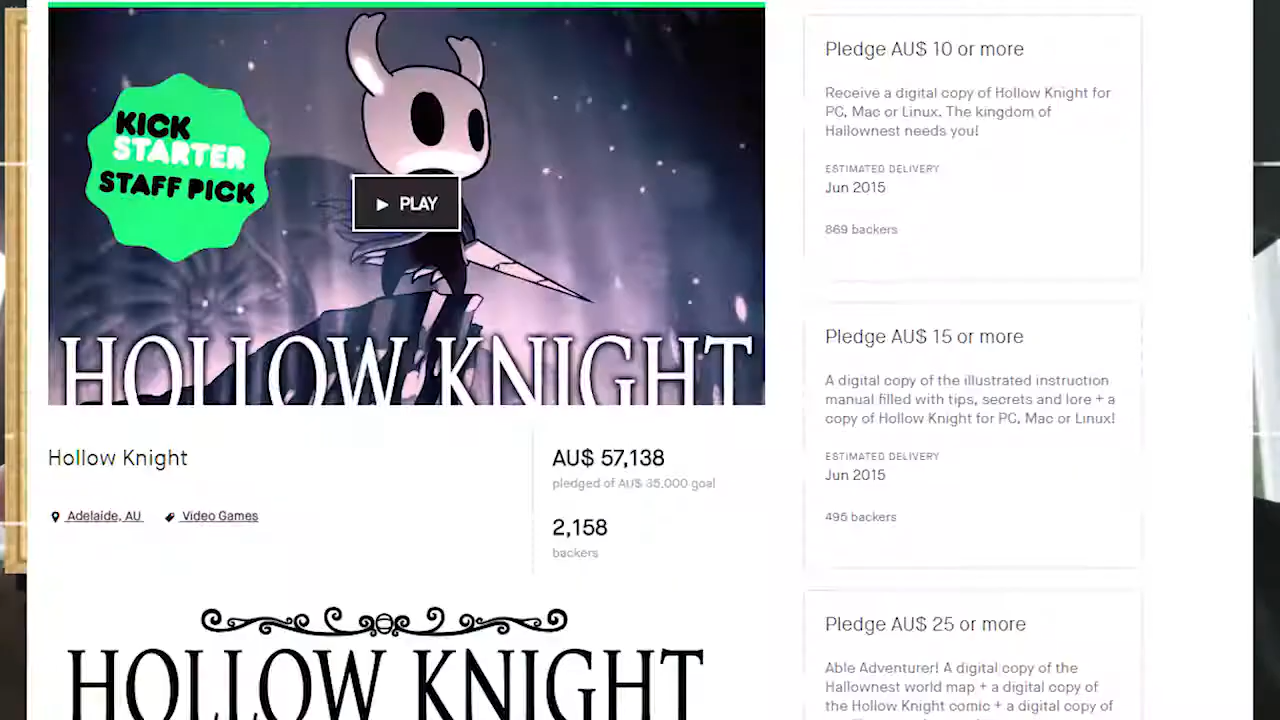 KICK
STARTER
STAFF PICK
PLAY
HOLLOW KNIGHT
Hollow Knight
Adelaide, AU
Video Games
AU$ 57,138
pledged of AU$ 35,000 goal
2,158
backers
HOLLOW KNIGHT
Pledge AU$ 10 or more
Receive a digital copy of Hollow Knight for
PC, Mac or Linux. The kingdom of
Hallownest needs you!
ESTIMATED DELIVERY
Jun 2015
869 backers
Pledge AU$ 15 or more
A digital copy of the illustrated instruction
manual filled with tips, secrets and lore + a
copy of Hollow Knight for PC, Mac or Linux!
ESTIMATED DELIVERY
Jun 2015
495 backers
Pledge AU$ 25 or more
Able Adventurer! A digital copy of the
Hallownest world map + a digital copy of
the Hollow Knight comic + a digital copy of